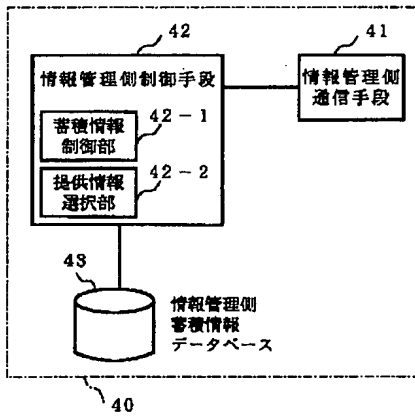 42
41
情報管理側制御手段
情報管理側
通信手段
42-1
蓄積情報
制御部
42-2
提供情報
選択部
43
情報管理側
蓄積情報
データベース
40